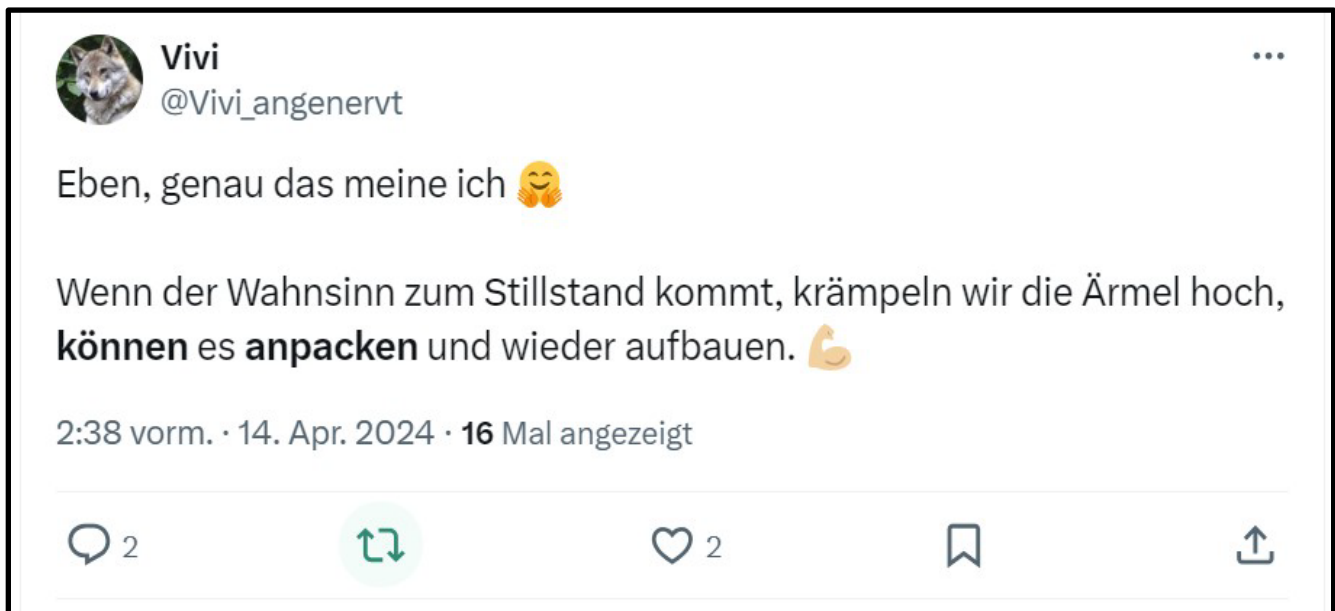 Vivi
@Vivi_angenervt
Eben, genau das meine ich 🤗
Wenn der Wahnsinn zum Stillstand kommt, krämpeln wir die Ärmel hoch,
können es anpacken und wieder aufbauen. 💪🏼
2:38 vorm. · 14. Apr. 2024 · 16 Mal angezeigt
2 2